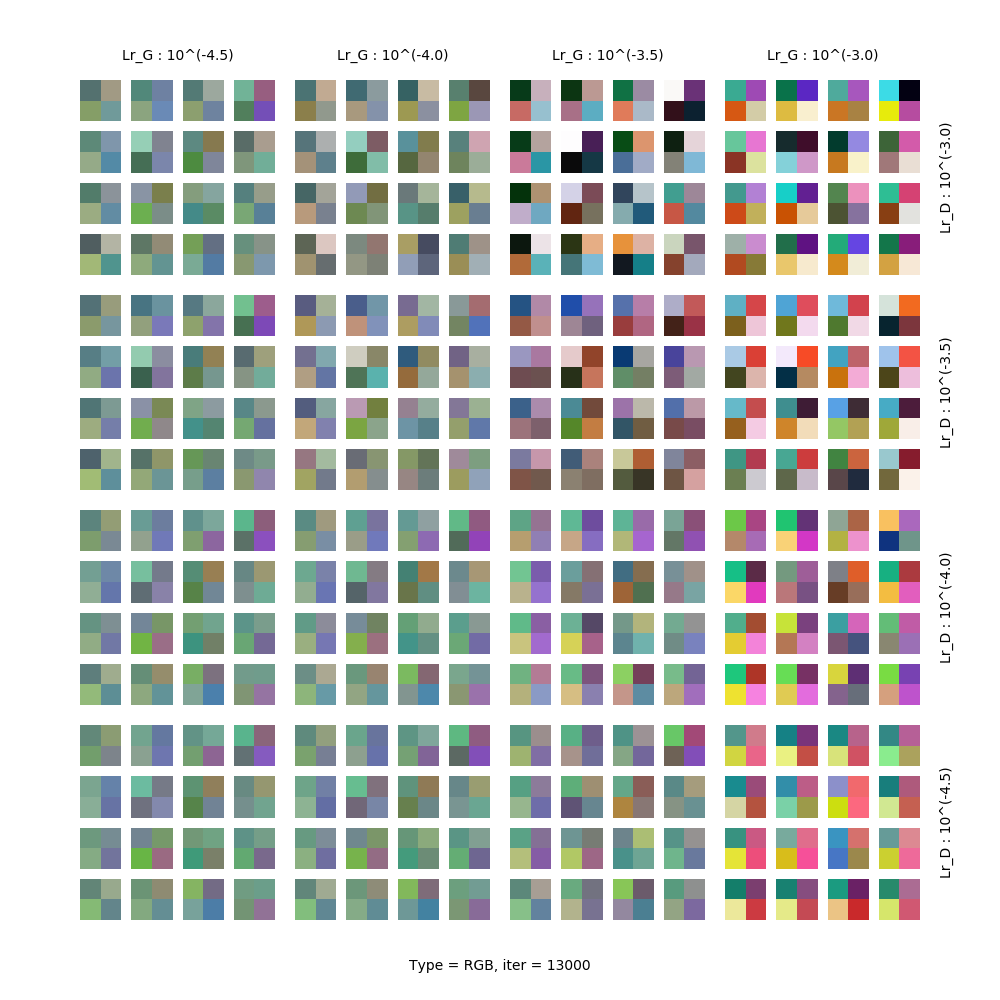 Lr_G : 10^(-4.5)
Lr_G : 10^(-4.0)
Lr_G : 10^(-3.5)
Lr_G : 10^(-3.0)
Lr_D : 10^(-3.0)
Lr_D : 10^(-3.5)
Lr_D : 10^(-4.0)
Lr_D : 10^(-4.5)
Type = RGB, iter = 13000